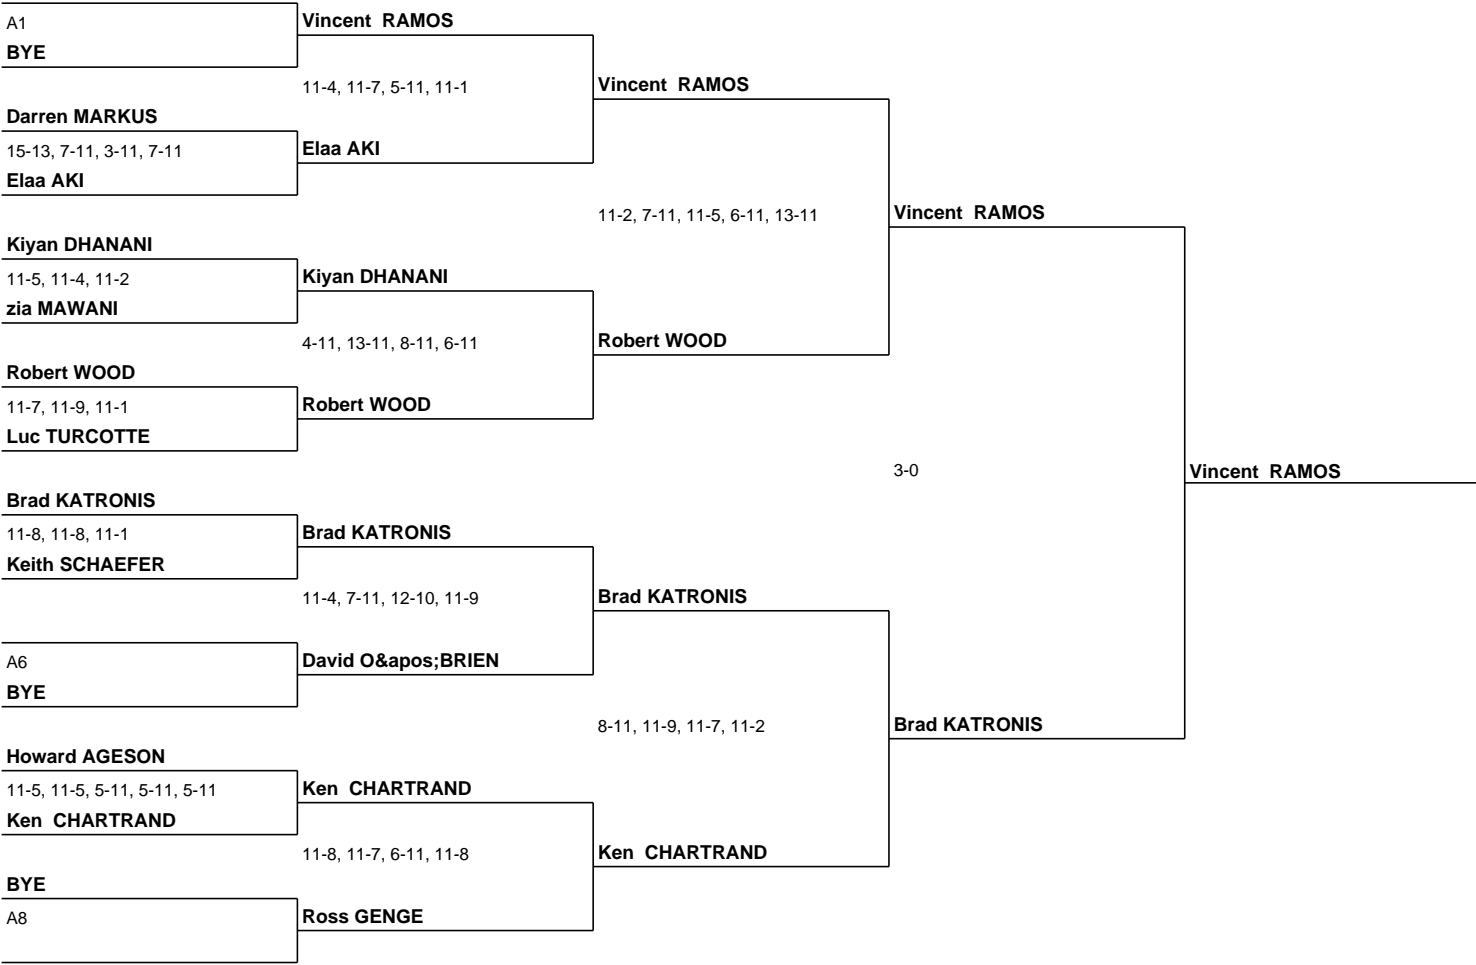 A1
BYE
Vincent  RAMOS
11-4, 11-7, 5-11, 11-1
Darren MARKUS
15-13, 7-11, 3-11, 7-11
Elaa AKI
Elaa AKI
Vincent  RAMOS
11-2, 7-11, 11-5, 6-11, 13-11
Kiyan DHANANI
11-5, 11-4, 11-2
zia MAWANI
Kiyan DHANANI
4-11, 13-11, 8-11, 6-11
Robert WOOD
11-7, 11-9, 11-1
Luc TURCOTTE
Robert WOOD
Robert WOOD
Vincent  RAMOS
3-0
Vincent  RAMOS
Brad KATRONIS
11-8, 11-8, 11-1
Keith SCHAEFER
Brad KATRONIS
11-4, 7-11, 12-10, 11-9
A6
BYE
David O&apos;BRIEN
Brad KATRONIS
8-11, 11-9, 11-7, 11-2
Howard AGESON
11-5, 11-5, 5-11, 5-11, 5-11
Ken  CHARTRAND
Ken  CHARTRAND
11-8, 11-7, 6-11, 11-8
BYE
A8
Ross GENGE
Ken  CHARTRAND
Brad KATRONIS